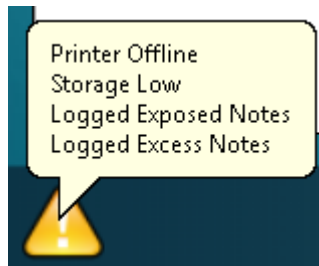 Printer Offline
Storage Low
Logged Exposed Notes
Logged Excess Notes